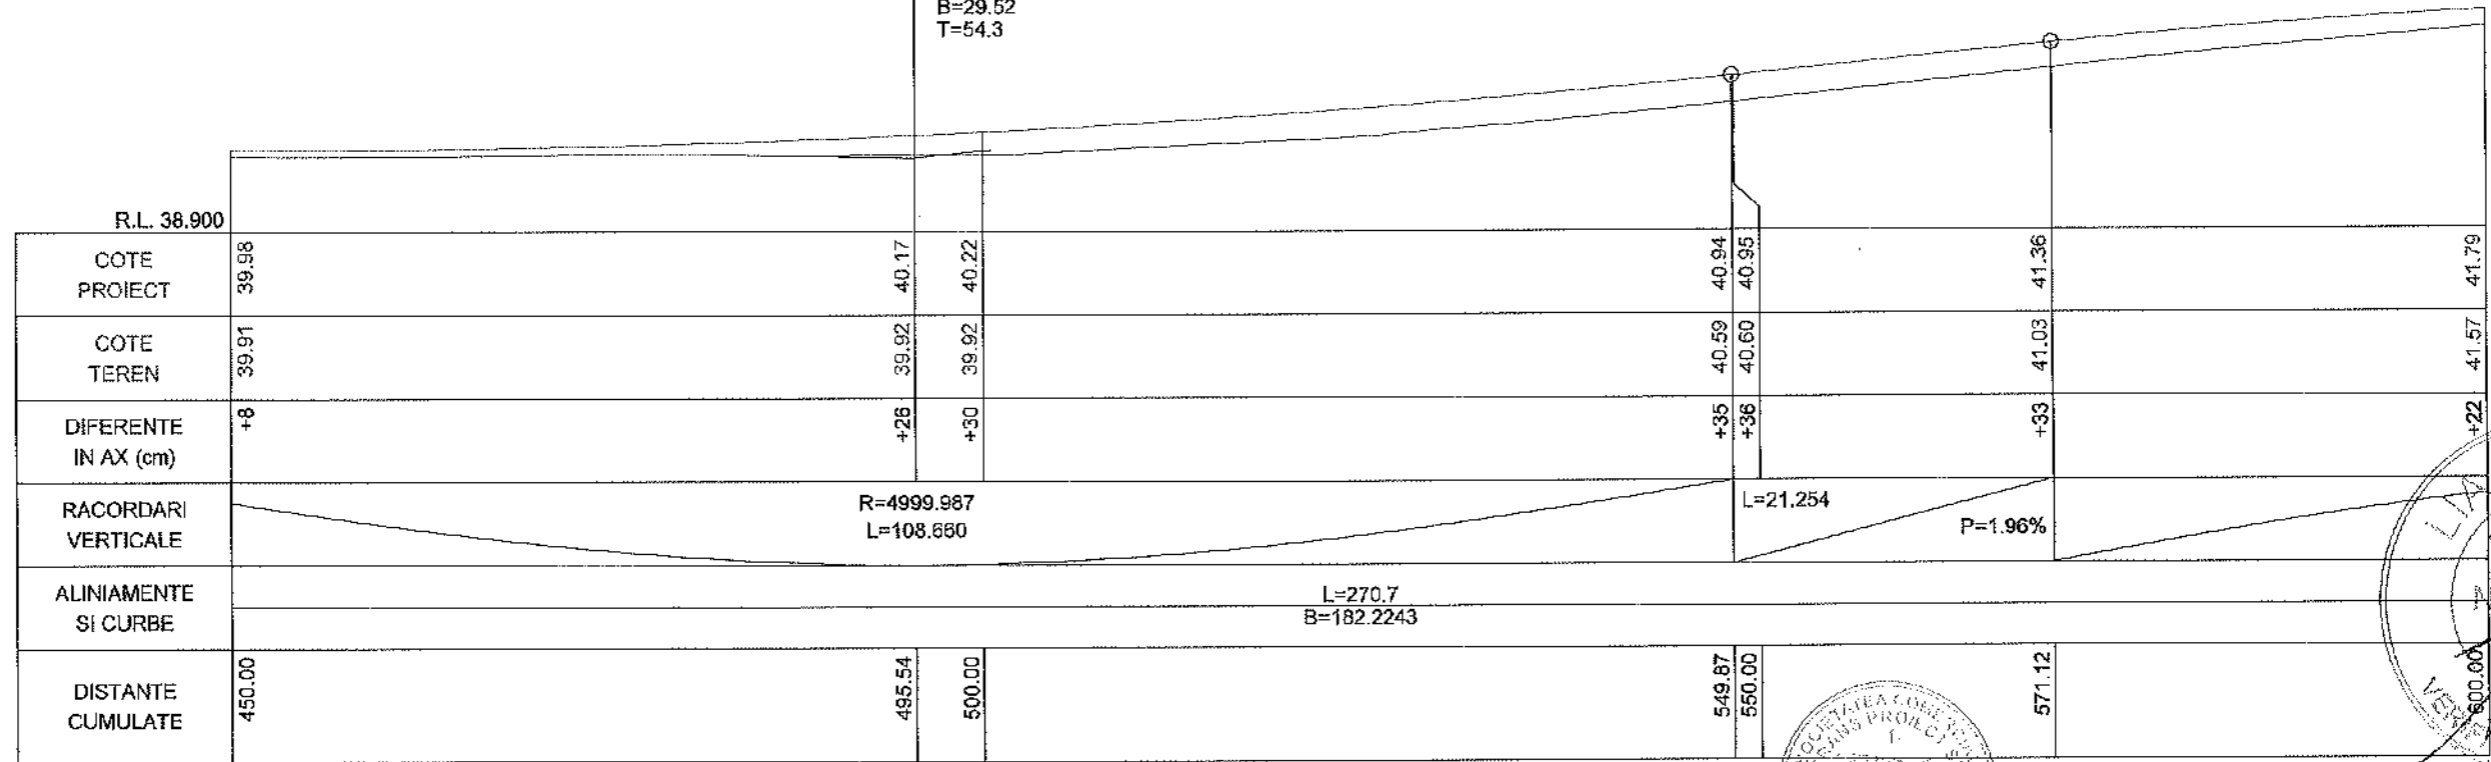 B=29.52
T=54.3
R.L. 38.900
COTE
PROIECT
39.98
40.17
40.22
40.94
40.95
41.36
41.79
COTE
TEREN
39.91
39.92
39.92
40.59
40.60
41.03
41.57
DIFERENTE
IN AX (cm)
+8
+26
+30
+35
+36
+33
+22
RACORDARI
VERTICALE
R=4999.987
L=108.660
L=21.254
P=1.96%
ALINIAMENTE
SI CURBE
L=270.7
B=182.2243
DISTANTE
CUMULATE
450.00
495.54
500.00
549.87
550.00
571.12
600.00